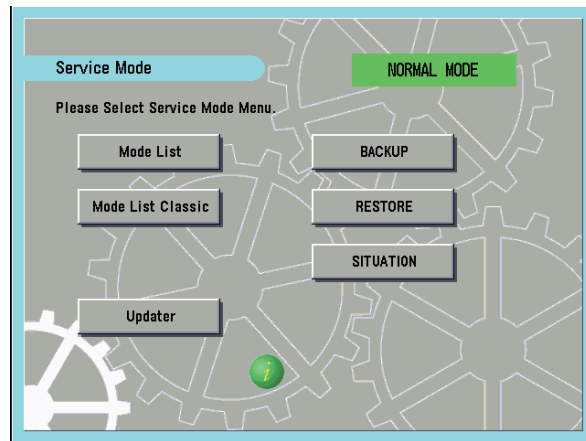 Service Mode
NORMAL MODE
Please Select Service Mode Menu.
Mode List
BACKUP
Mode List Classic
RESTORE
SITUATION
Updater
i